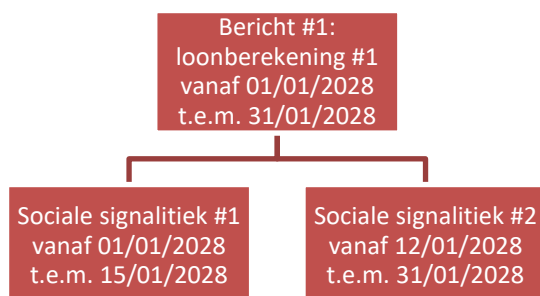 Bericht #1:
loonberekening #1
vanaf 01/01/2028
t.e.m. 31/01/2028
Sociale signalitiek #1
vanaf 01/01/2028
t.e.m. 15/01/2028
Sociale signalitiek #2
vanaf 12/01/2028
t.e.m. 31/01/2028